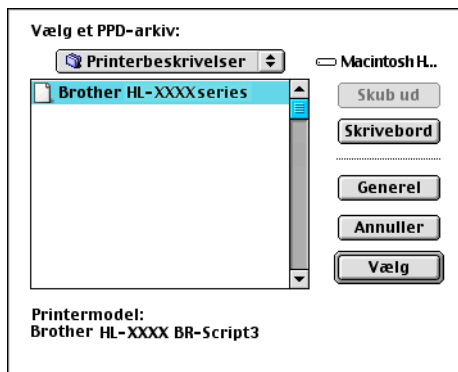 Vælg et PPD-arkiv:
Printerbeskrivelser
Macintosh H...
Brother HL-XXXX series
Skub ud
Skrivebord
Generel
Annuller
Vælg
Printermodel:
Brother HL-XXXX BR-Script3